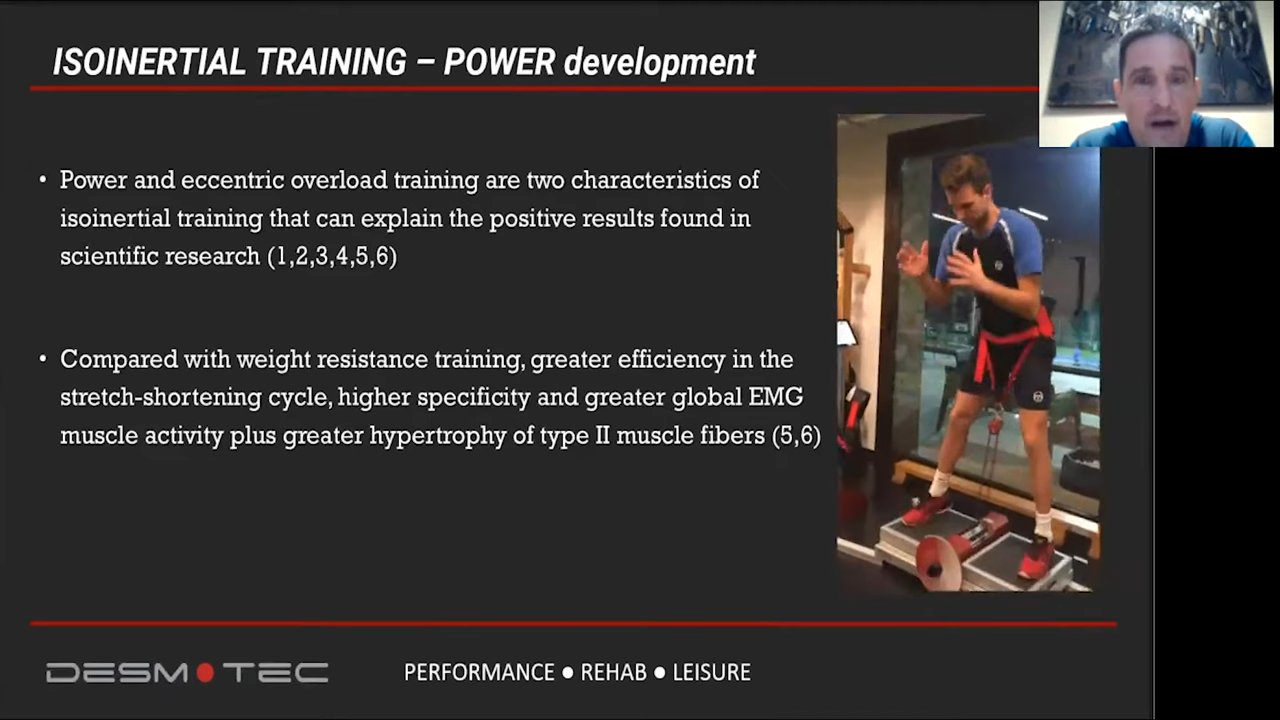 ISOINERTIAL TRAINING – POWER development
• Power and eccentric overload training are two characteristics of
isoinertial training that can explain the positive results found in
scientific research (1,2,3,4,5,6)
• Compared with weight resistance training, greater efficiency in the
stretch-shortening cycle, higher specificity and greater global EMG
muscle activity plus greater hypertrophy of type II muscle fibers (5,6)
DESMOTEC
PERFORMANCE ● REHAB ● LEISURE